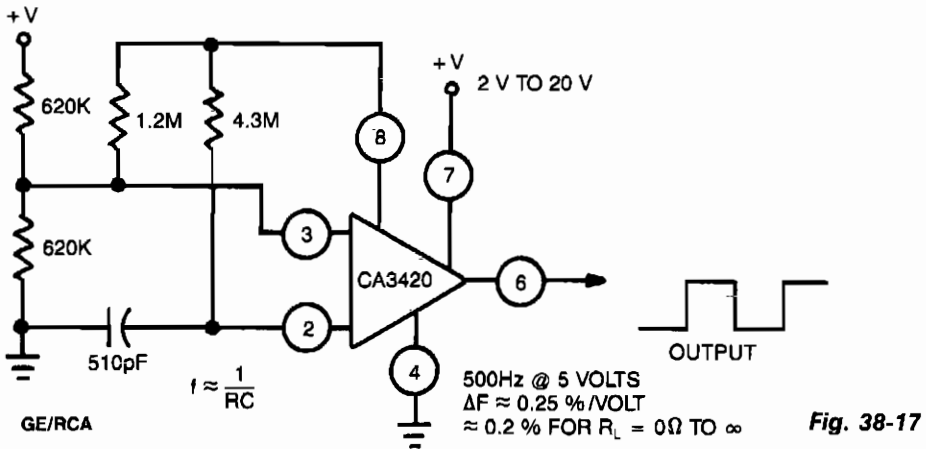 +V
620K
1.2M
4.3M
+V
2 V TO 20 V
8
7
620K
3
CA3420
6
2
510pF
4
OUTPUT
f ≈ 1/RC
500Hz @ 5 VOLTS
ΔF ≈ 0.25 %/VOLT
≈ 0.2 % FOR R_L = 0Ω TO ∞
GE/RCA
Fig. 38-17